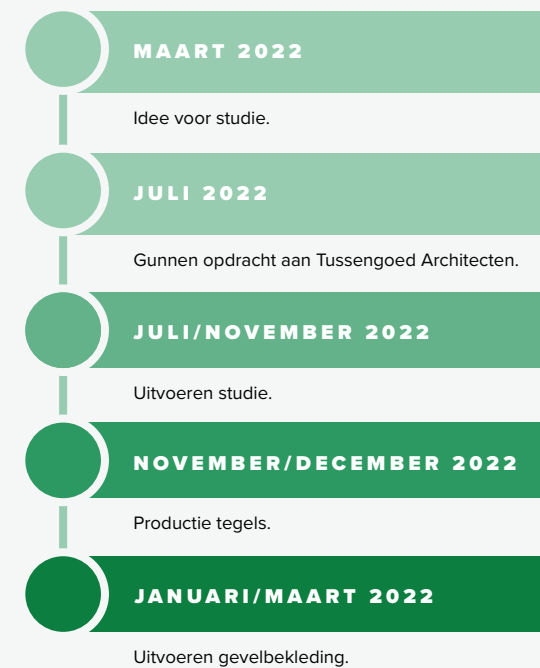 MAART 2022
Idee voor studie.
JULI 2022
Gunnen opdracht aan Tussengoed Architecten.
JULI/NOVEMBER 2022
Uitvoeren studie.
NOVEMBER/DECEMBER 2022
Productie tegels.
JANUARI/MAART 2022
Uitvoeren gevelbekleding.